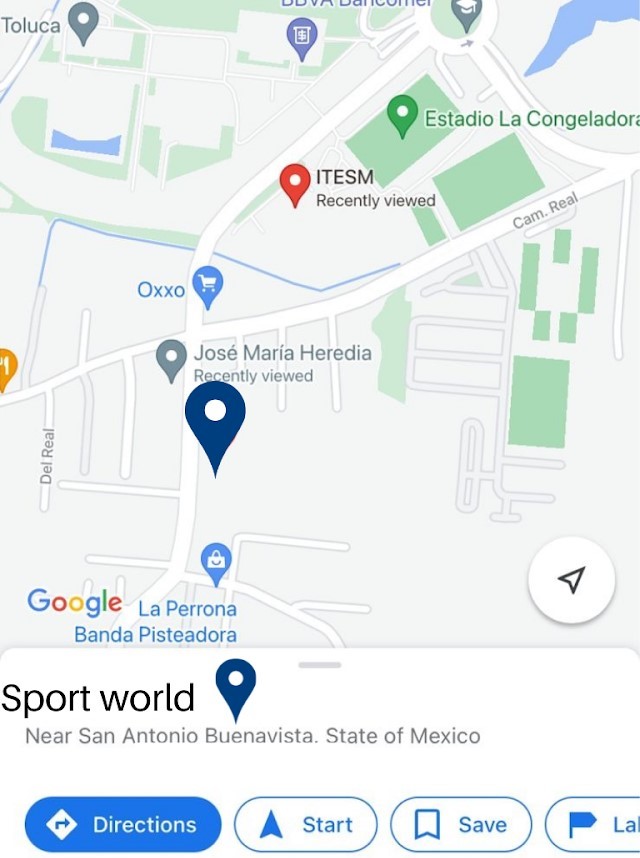 BBVA Bancomer
Toluca
Estadio La Congeladora
ITESM
Recently viewed
Cam. Real
Oxxo
José María Heredia
Recently viewed
Del Real
Google
La Perrona
Banda Pisteadora
Sport world
Near San Antonio Buenavista. State of Mexico
Directions
Start
Save
Lal